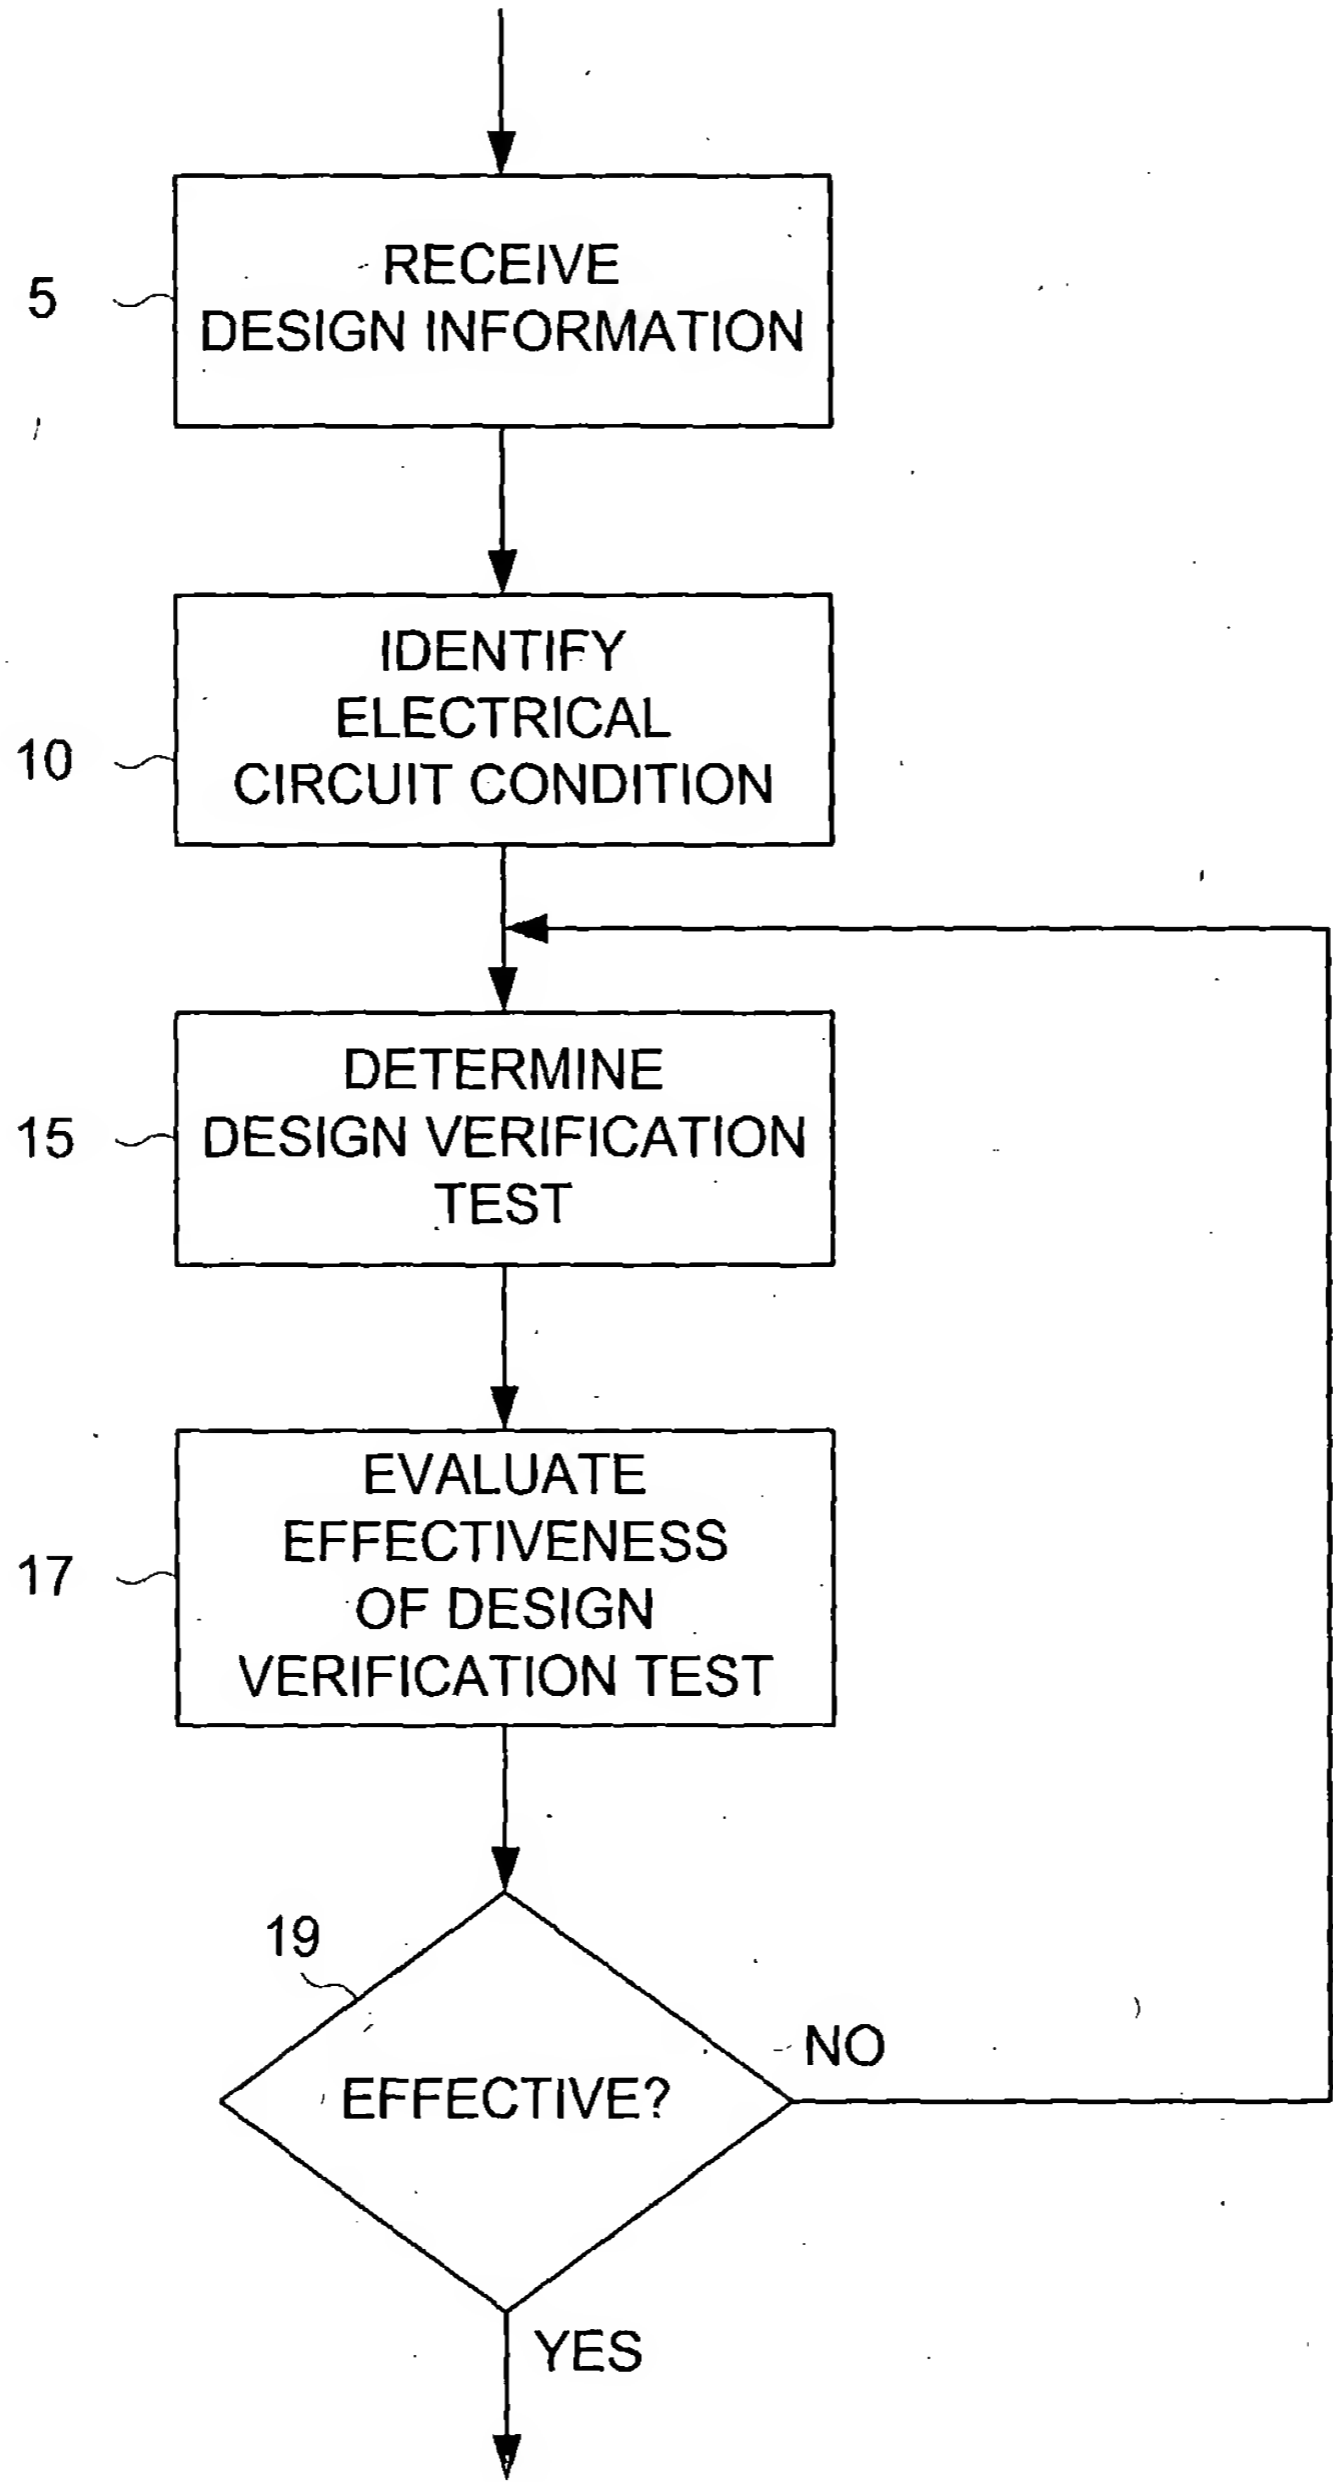 5
RECEIVE
DESIGN INFORMATION
10
IDENTIFY
ELECTRICAL
CIRCUIT CONDITION
15
DETERMINE
DESIGN VERIFICATION
TEST
17
EVALUATE
EFFECTIVENESS
OF DESIGN
VERIFICATION TEST
19
EFFECTIVE?
NO
YES